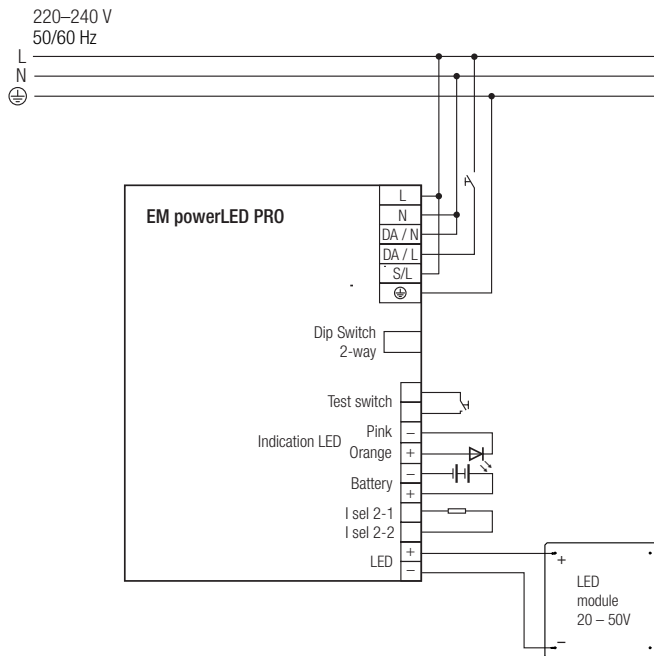 220–240 V
50/60 Hz
L
N
EM powerLED PRO
L
N
DA / N
DA / L
S/L
Dip Switch
2-way
Test switch
Indication LED
Pink
–
Orange
+
Battery
–
+
I sel 2-1
I sel 2-2
LED
+
–
+
LED
module
20 – 50V
–